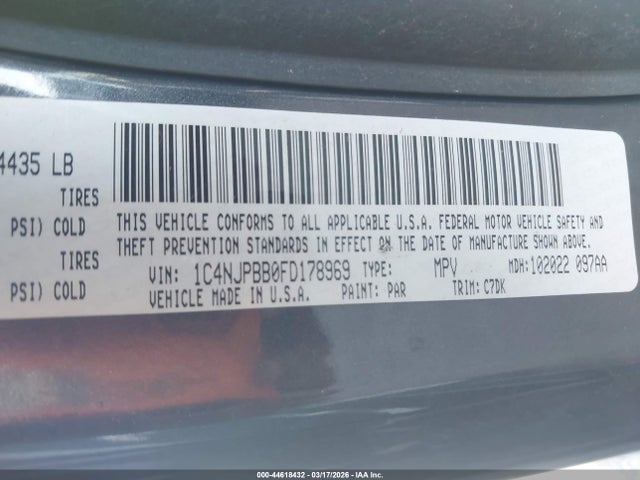 4435 LB
TIRES
PSI) COLD
TIRES
PSI) COLD
THIS VEHICLE CONFORMS TO ALL APPLICABLE U.S.A. FEDERAL MOTOR VEHICLE SAFETY AND
THEFT PREVENTION STANDARDS IN EFFECT ON THE DATE OF MANUFACTURE SHOWN ABOVE.
VIN: 1C4NJPBB0FD178969 TYPE: MPV MDH:102022 097AA
VEHICLE MADE IN U.S.A. PAINT: PAR TRIM: C7DK
000-44618432 - 03/17/2026 - IAA Inc.